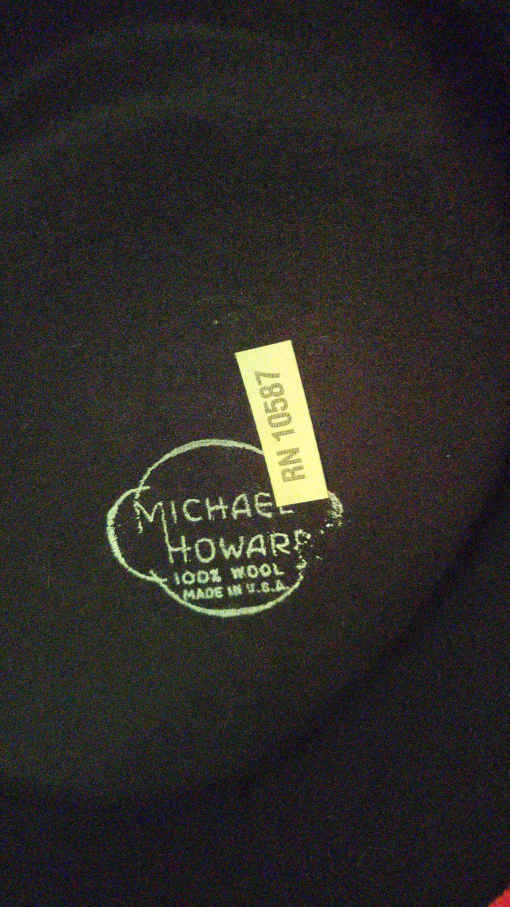 RN 10587
MICHAEL
HOWARD
100% WOOL
MADE IN U.S.A.